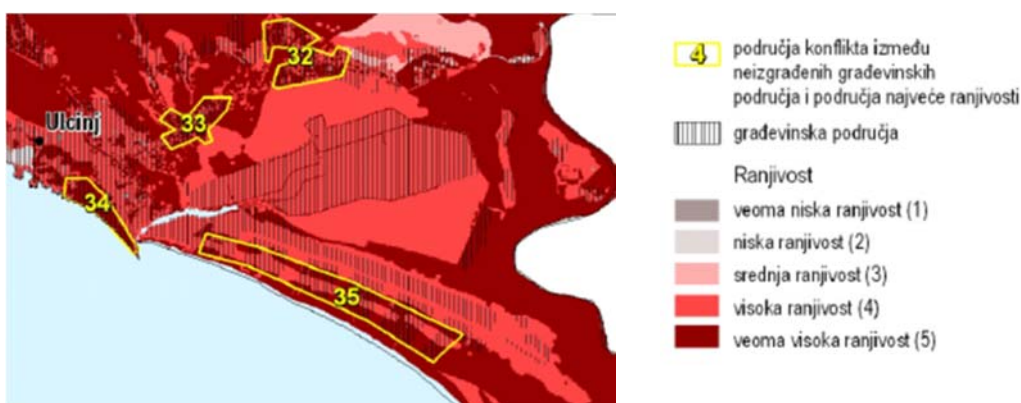 32
33
Ulcinj
34
35
4
područja konflikta između
neizgrađenih građevinskih
područja i područja najveće ranjivosti
građevinska područja
Ranjivost
veoma niska ranjivost (1)
niska ranjivost (2)
srednja ranjivost (3)
visoka ranjivost (4)
veoma visoka ranjivost (5)